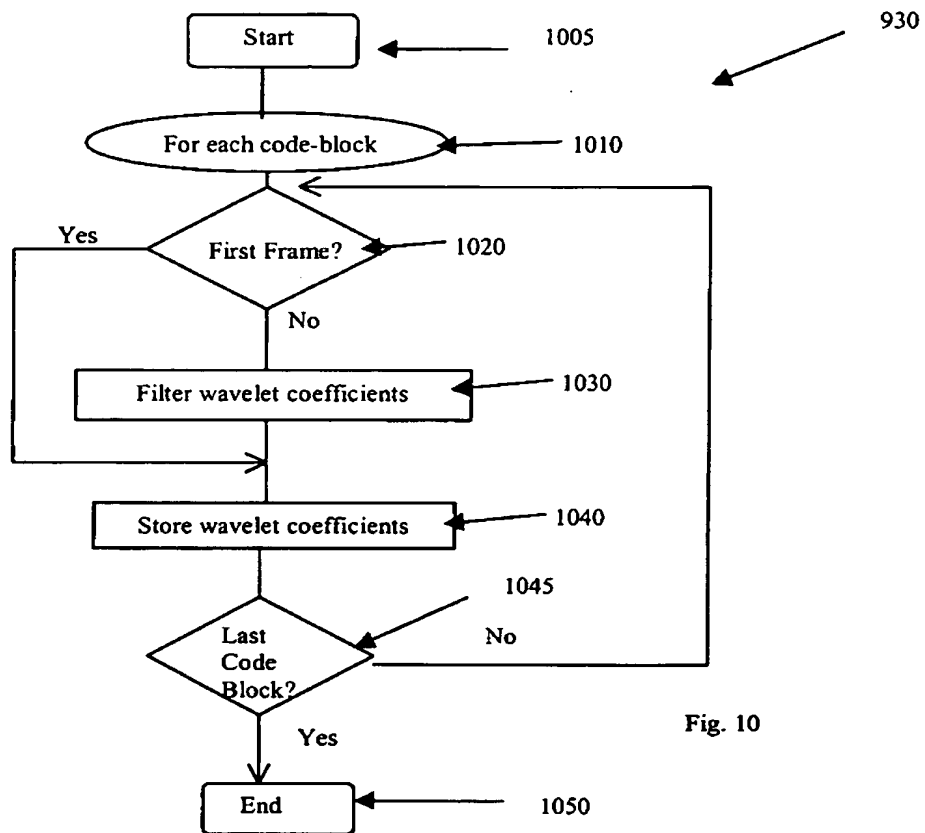 930
Start
1005
For each code-block
1010
Yes
First Frame?
1020
No
Filter wavelet coefficients
1030
Store wavelet coefficients
1040
1045
Last
Code
Block?
No
Yes
Fig. 10
End
1050